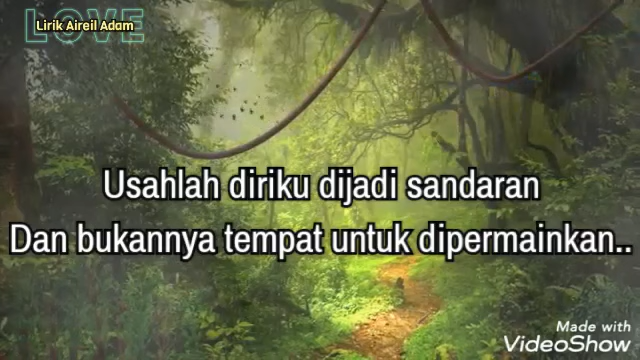 LOVE
Lirik Aireil Adam
Usahlah diriku dijadi sandaran
Dan bukannya tempat untuk dipermainkan..
Made with
VideoShow